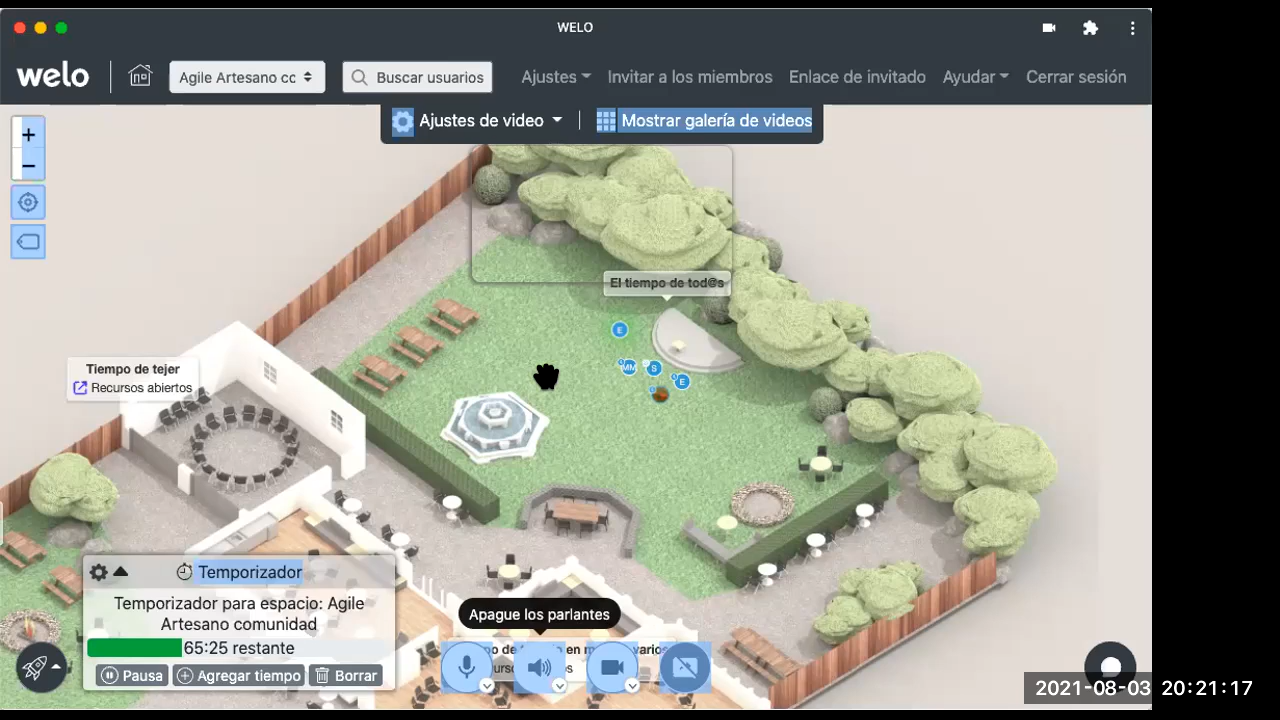 WELO
welo
Agile Artesano co
Buscar usuarios
Ajustes
Invitar a los miembros
Enlace de invitado
Ayudar
Cerrar sesión
Ajustes de video
Mostrar galería de videos
+
−
El tiempo de tod@s
E
MM
S
E
Tiempo de tejer
Recursos abiertos
Temporizador
Temporizador para espacio: Agile
Artesano comunidad
65:25 restante
Pausa
Agregar tiempo
Borrar
Apague los parlantes
2021-08-03 20:21:17